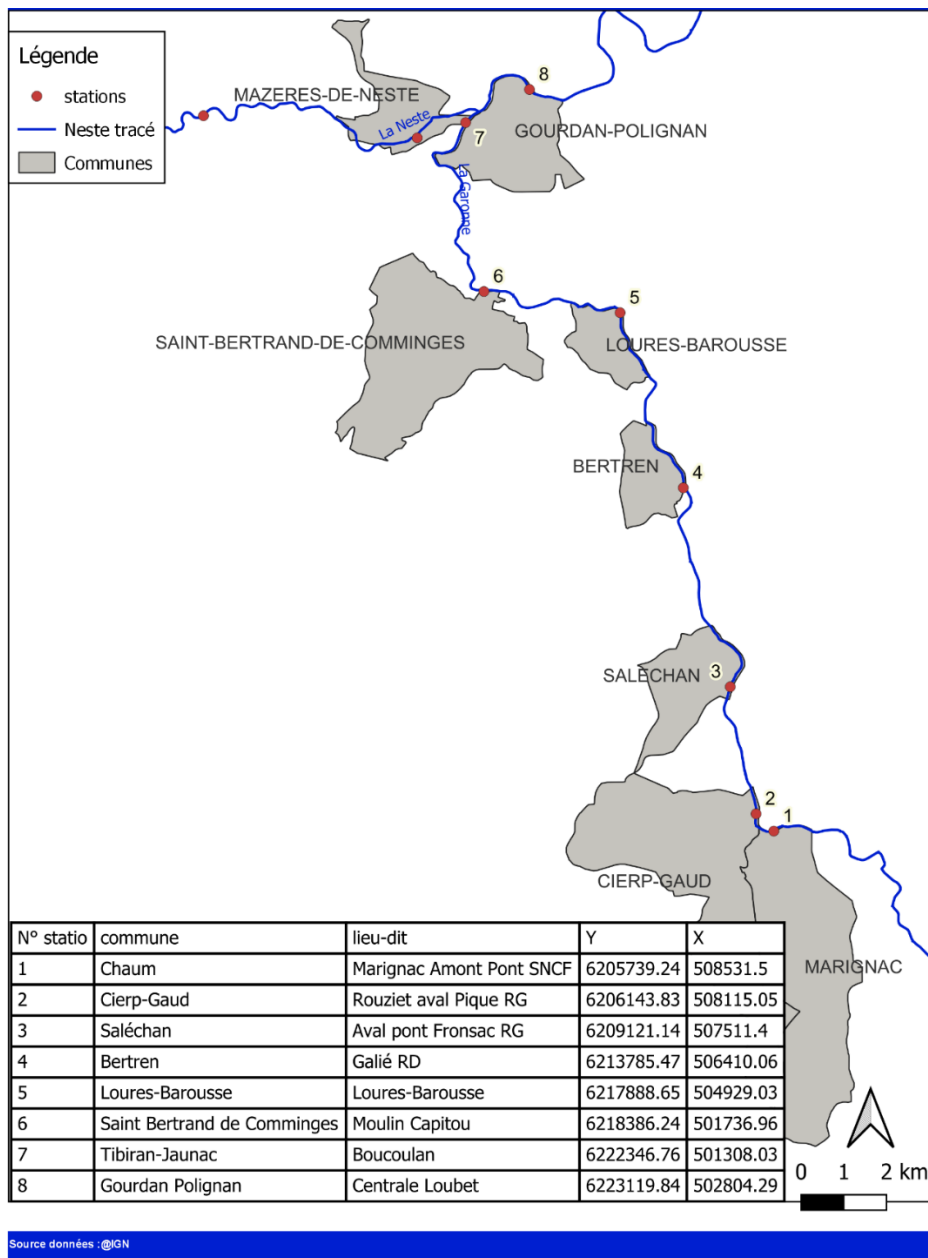 Légende
stations
Neste tracé
Communes
MAZERES-DE-NESTE
La Neste
8
7
GOURDAN-POLIGNAN
La Garonne
6
5
SAINT-BERTRAND-DE-COMMINGES
LOURES-BAROUSSE
BERTREN
4
SALECHAN
3
2
1
CIERP-GAUD
MARIGNAC
N° statio commune lieu-dit Y X
1 Chaum Marignac Amont Pont SNCF 6205739.24 508531.5
2 Cierp-Gaud Rouziet aval Pique RG 6206143.83 508115.05
3 Saléchan Aval pont Fronsac RG 6209121.14 507511.4
4 Bertren Galié RD 6213785.47 506410.06
5 Loures-Barousse Loures-Barousse 6217888.65 504929.03
6 Saint Bertrand de Comminges Moulin Capitou 6218386.24 501736.96
7 Tibiran-Jaunac Boucoulan 6222346.76 501308.03
8 Gourdan Polignan Centrale Loubet 6223119.84 502804.29
0 1 2 km
Source données :@IGN